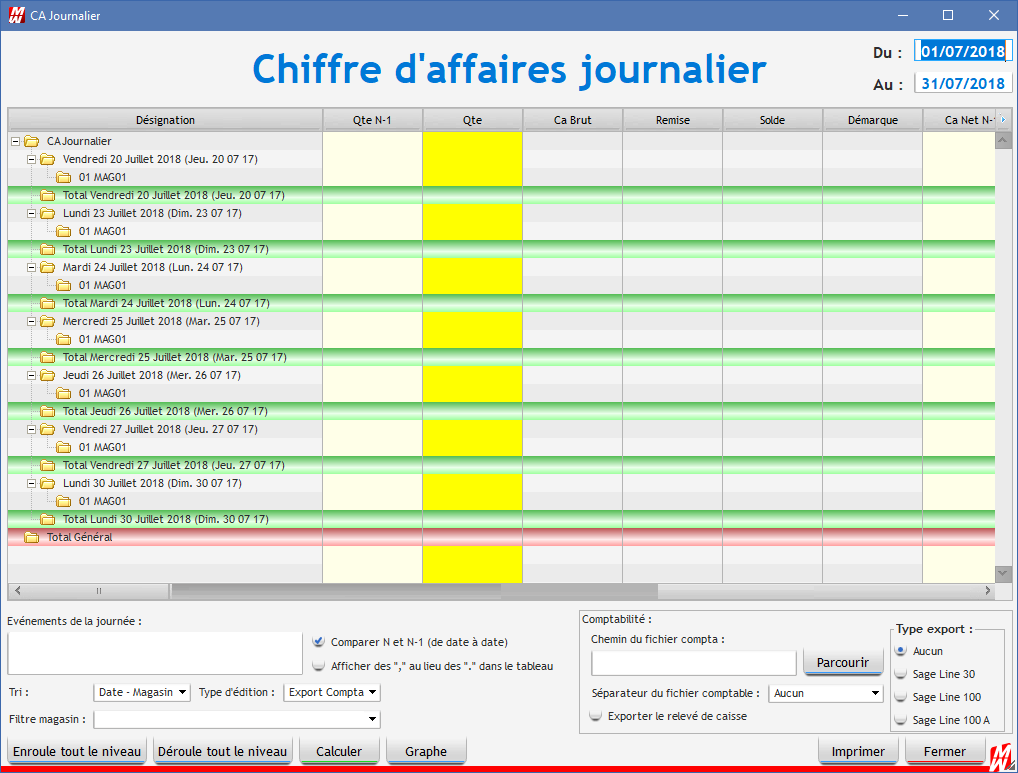 CA Journalier
Chiffre d'affaires journalier
Du :
01/07/2018
Au :
31/07/2018
Désignation Qte N-1 Qte Ca Brut Remise Solde Démarque Ca Net N-1
CA Journalier
Vendredi 20 Juillet 2018 (Jeu. 20 07 17)
01 MAG01
Total Vendredi 20 Juillet 2018 (Jeu. 20 07 17)
Lundi 23 Juillet 2018 (Dim. 23 07 17)
01 MAG01
Total Lundi 23 Juillet 2018 (Dim. 23 07 17)
Mardi 24 Juillet 2018 (Lun. 24 07 17)
01 MAG01
Total Mardi 24 Juillet 2018 (Lun. 24 07 17)
Mercredi 25 Juillet 2018 (Mar. 25 07 17)
01 MAG01
Total Mercredi 25 Juillet 2018 (Mar. 25 07 17)
Jeudi 26 Juillet 2018 (Mer. 26 07 17)
01 MAG01
Total Jeudi 26 Juillet 2018 (Mer. 26 07 17)
Vendredi 27 Juillet 2018 (Jeu. 27 07 17)
01 MAG01
Total Vendredi 27 Juillet 2018 (Jeu. 27 07 17)
Lundi 30 Juillet 2018 (Dim. 30 07 17)
01 MAG01
Total Lundi 30 Juillet 2018 (Dim. 30 07 17)
Total Général
Evénements de la journée :
Comparer N et N-1 (de date à date)
Afficher des "," au lieu des "." dans le tableau
Tri : Date - Magasin Type d'édition : Export Compta
Filtre magasin :
Comptabilité :
Chemin du fichier compta :
Parcourir
Séparateur du fichier comptable : Aucun
Exporter le relevé de caisse
Type export :
Aucun
Sage Line 30
Sage Line 100
Sage Line 100 A
Enroule tout le niveau Déroule tout le niveau Calculer Graphe Imprimer Fermer
MW